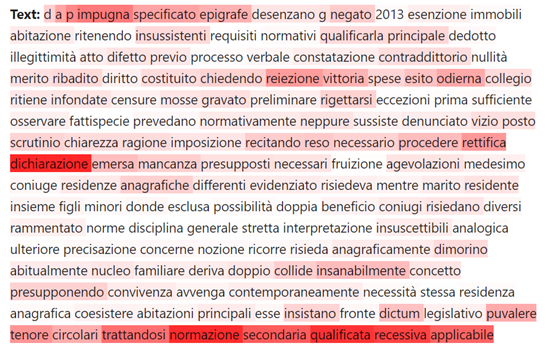 Text: d a p impugna specificato epigrafe desenzano g negato 2013 esenzione immobili
abitazione ritenendo insussistenti requisiti normativi qualificarla principale dedotto
illegittimità atto difetto previo processo verbale constatazione contraddittorio nullità
merito ribadito diritto costituito chiedendo reiezione vittoria spese esito odierna collegio
ritiene infondate censure mosse gravato preliminare rigettarsi eccezioni prima sufficiente
osservare fattispecie prevedano normativamente neppure sussiste denunciato vizio posto
scrutinio chiarezza ragione imposizione recitando reso necessario procedere rettifica
dichiarazione emersa mancanza presupposti necessari fruizione agevolazioni medesimo
coniuge residenze anagrafiche differenti evidenziato risiedeva mentre marito residente
insieme figli minori donde esclusa possibilità doppia beneficio coniugi risiedano diversi
rammentato norme disciplina generale stretta interpretazione insuscettibili analogica
ulteriore precisazione concerne nozione ricorre risieda anagraficamente dimorino
abitualmente nucleo familiare deriva doppio collide insanabilmente concetto
presupponendo convivenza avvenga contemporaneamente necessità stessa residenza
anagrafica coesistere abitazioni principali esse insistano fronte dictum legislativo puvalere
tenore circolari trattandosi normazione secondaria qualificata recessiva applicabile